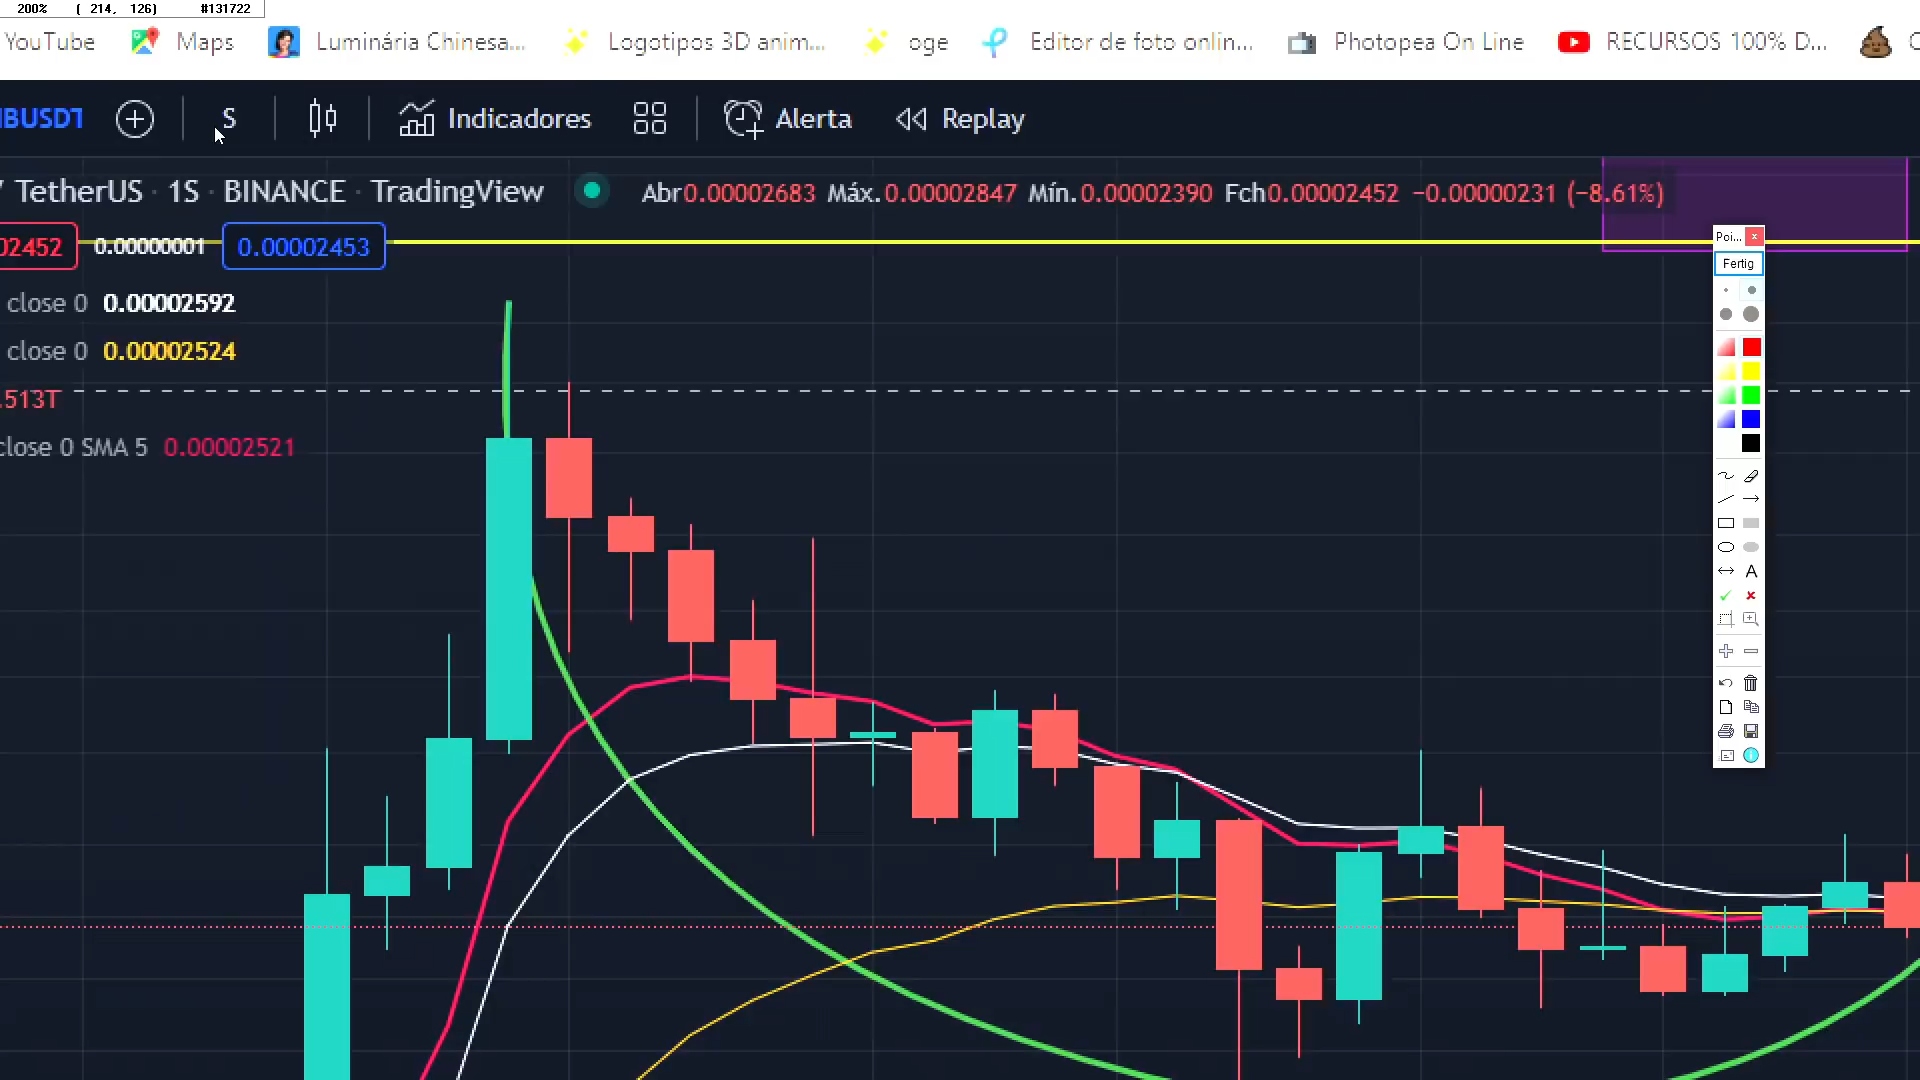 200% ( 214, 126) #131722
YouTube Maps Luminária Chinesa... Logotipos 3D anim... oge Editor de foto onlin... Photopea On Line RECURSOS 100% D...
BUSDT S Indicadores Alerta Replay
/ TetherUS · 1S · BINANCE · TradingView Abr0.00002683 Máx.0.00002847 Mín.0.00002390 Fch0.00002452 −0.00000231 (−8.61%)
02452 0.00000001 0.00002453
Poi...
Fertig
close 0 0.00002592
close 0 0.00002524
.513T
close 0 SMA 5 0.00002521
A